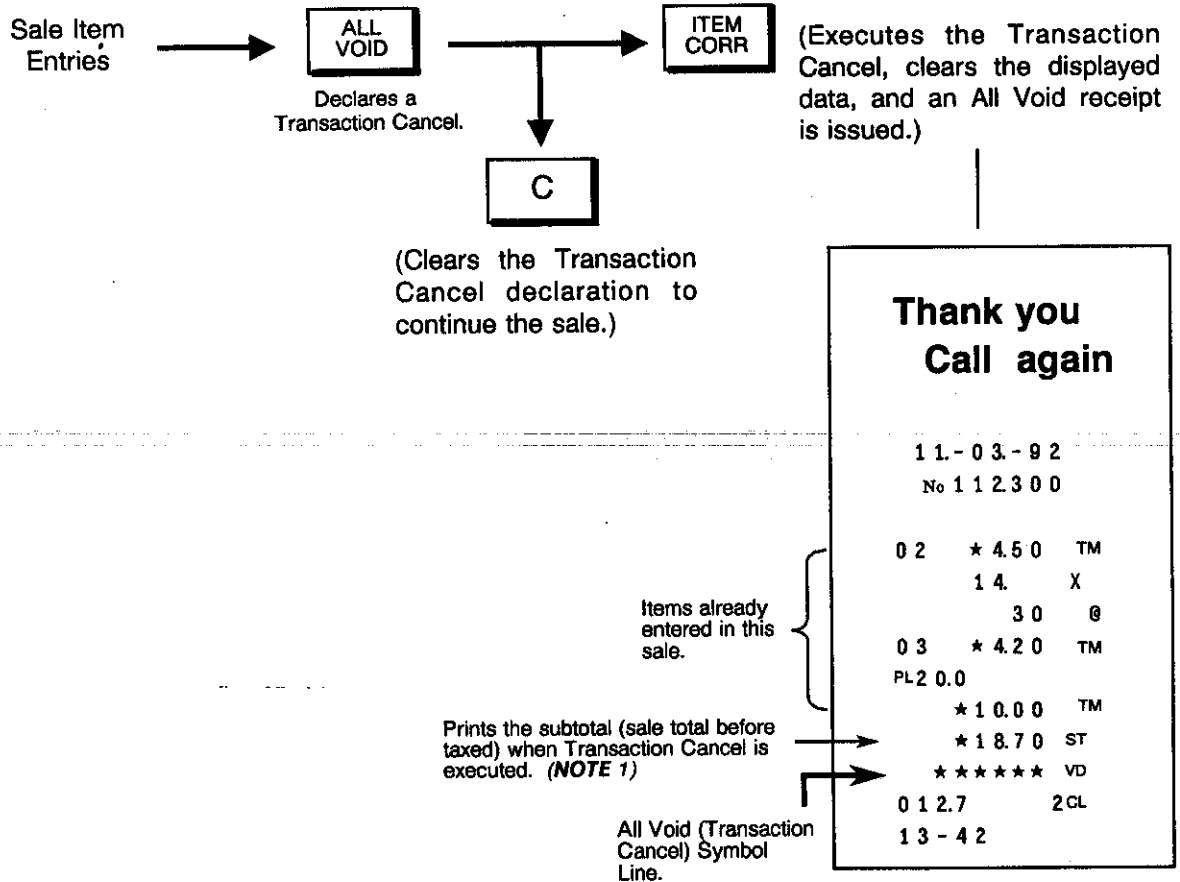 Sale Item
Entries
ALL
VOID
ITEM
CORR
(Executes the Transaction
Cancel, clears the displayed
data, and an All Void receipt
is issued.)
Declares a
Transaction Cancel.
C
(Clears the Transaction
Cancel declaration to
continue the sale.)
Thank you
Call again
11.-03.-92
No 112.300
02 ★4.50 TM
14. X
30 @
03 ★4.20 TM
PL20.0
★10.00 TM
★18.70 ST
★★★★★★ VD
012.7 2CL
13-42
Items already
entered in this
sale.
Prints the subtotal (sale total before
taxed) when Transaction Cancel is
executed. (NOTE 1)
All Void (Transaction
Cancel) Symbol
Line.